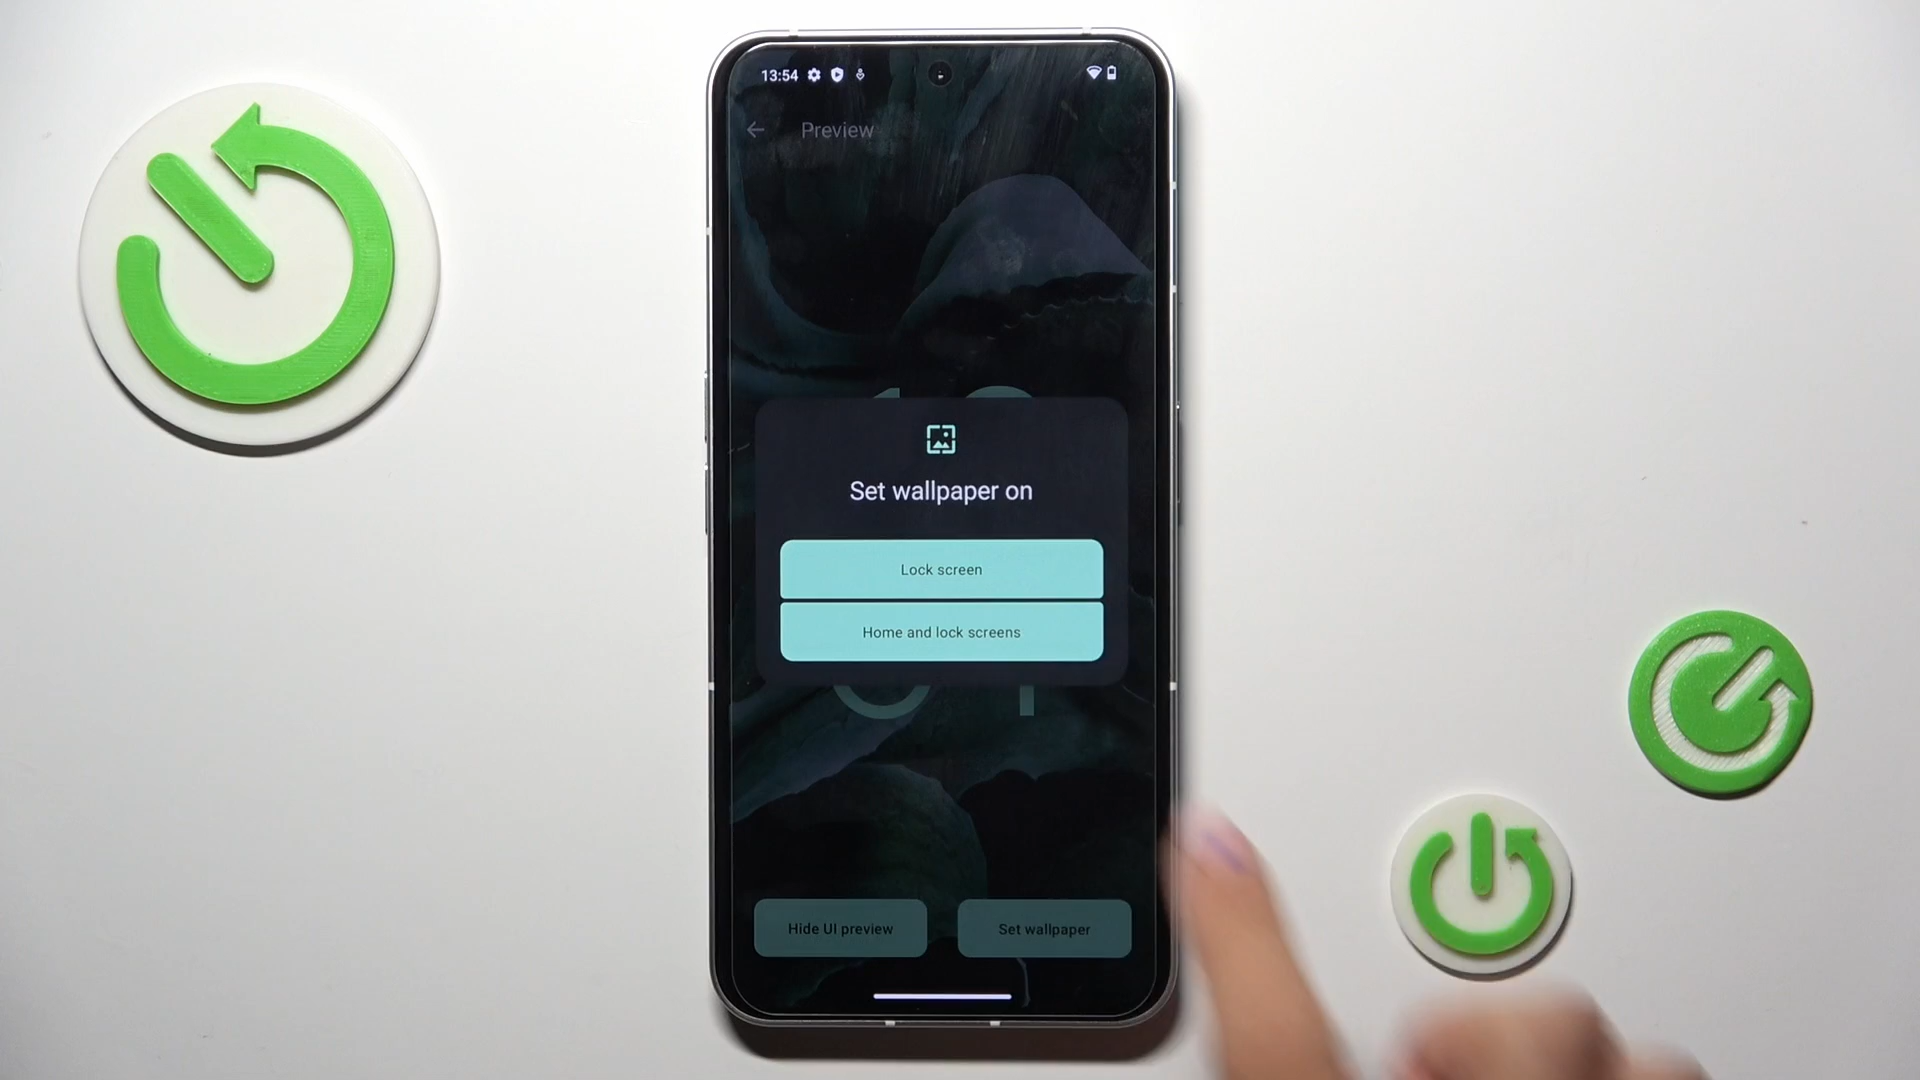 13:54
Preview
Set wallpaper on
Lock screen
Home and lock screens
Hide UI preview
Set wallpaper